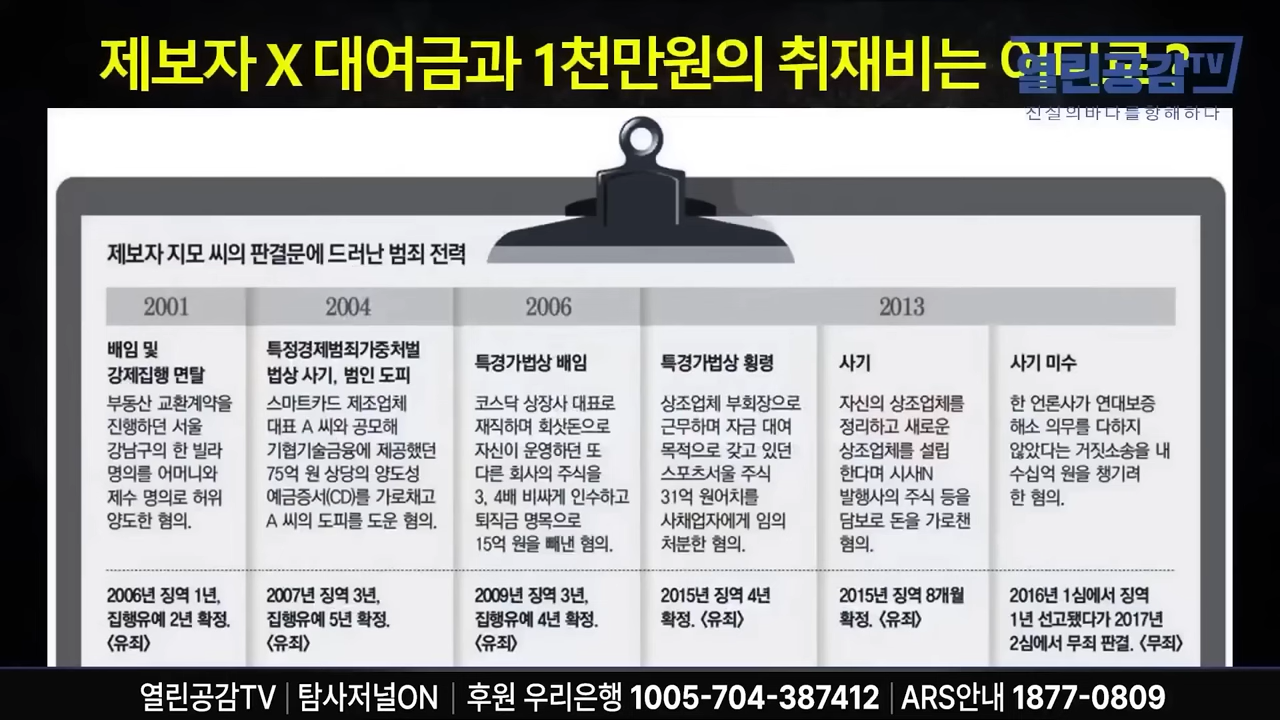 제보자 X 대여금과 1천만원의 취재비는
열린공감TV
진실의바다를항해하다
제보자 지모 씨의 판결문에 드러난 범죄 전력
2001
배임 및
강제집행 면탈
부동산 교환계약을
진행하던 서울
강남구의 한 빌라
명의를 어머니와
제수 명의로 허위
양도한 혐의.
2006년 징역 1년,
집행유예 2년 확정.
〈유죄〉
2004
특정경제범죄가중처벌
법상 사기, 범인 도피
스마트카드 제조업체
대표 A 씨와 공모해
기협기술금융에 제공했던
75억 원 상당의 양도성
예금증서(CD)를 가로채고
A 씨의 도피를 도운 혐의.
2007년 징역 3년,
집행유예 5년 확정.
〈유죄〉
2006
특경가법상 배임
코스닥 상장사 대표로
재직하며 회삿돈으로
자신이 운영하던 또
다른 회사의 주식을
3, 4배 비싸게 인수하고
퇴직금 명목으로
15억 원을 빼낸 혐의.
2009년 징역 3년,
집행유예 4년 확정.
〈유죄〉
2013
특경가법상 횡령
상조업체 부회장으로
근무하며 자금 대여
목적으로 갖고 있던
스포츠서울 주식
31억 원어치를
사채업자에게 임의
처분한 혐의.
2015년 징역 4년
확정. 〈유죄〉
사기
자신의 상조업체를
정리하고 새로운
상조업체를 설립
한다며 시사IN
발행사의 주식 등을
담보로 돈을 가로챈
혐의.
2015년 징역 8개월
확정. 〈유죄〉
사기 미수
한 언론사가 연대보증
해소 의무를 다하지
않았다는 거짓소송을 내
수십억 원을 챙기려
한 혐의.
2016년 1심에서 징역
1년 선고됐다가 2017년
2심에서 무죄 판결. 〈무죄〉
열린공감TV | 탐사저널ON | 후원 우리은행 1005-704-387412 | ARS안내 1877-0809